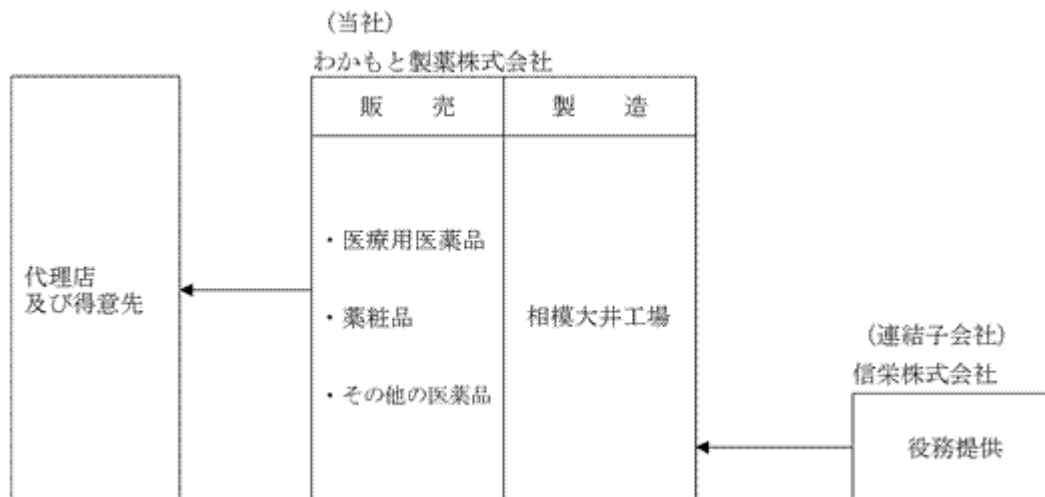 (当社)
わかもと製薬株式会社
販　売
製　造
代理店
及び得意先
・医療用医薬品
・薬粧品
・その他の医薬品
相模大井工場
(連結子会社)
信栄株式会社
役務提供